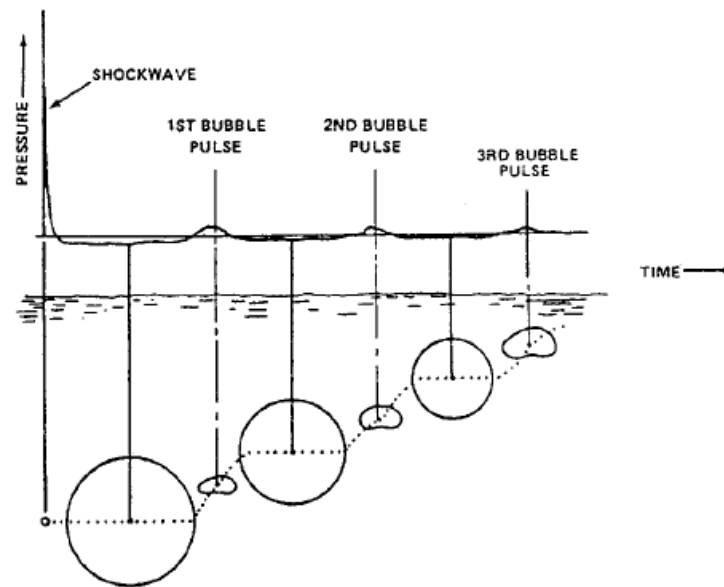 PRESSURE
SHOCKWAVE
1ST BUBBLE
PULSE
2ND BUBBLE
PULSE
3RD BUBBLE
PULSE
TIME